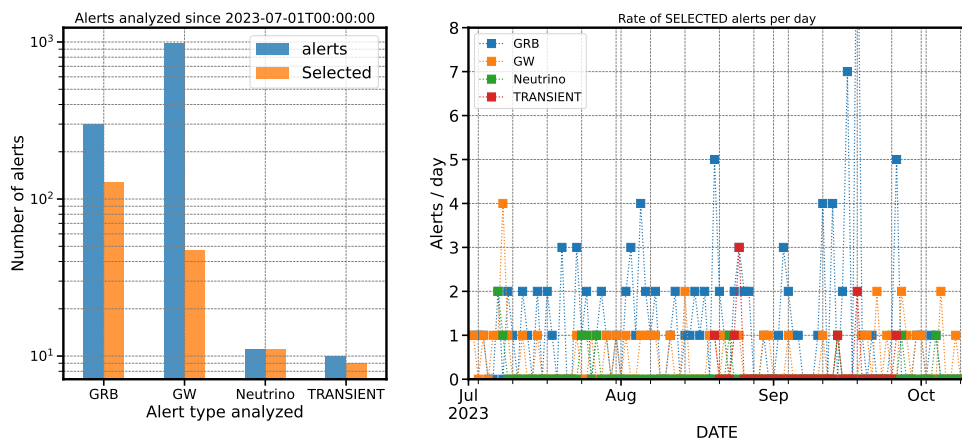 Alerts analyzed since 2023-07-01T00:00:00
Number of alerts
10³
10²
10¹
alerts
Selected
GRB
GW
Neutrino
TRANSIENT
Alert type analyzed
Rate of SELECTED alerts per day
Alerts / day
8
7
6
5
4
3
2
1
0
GRB
GW
Neutrino
TRANSIENT
Jul
2023
Aug
Sep
Oct
DATE